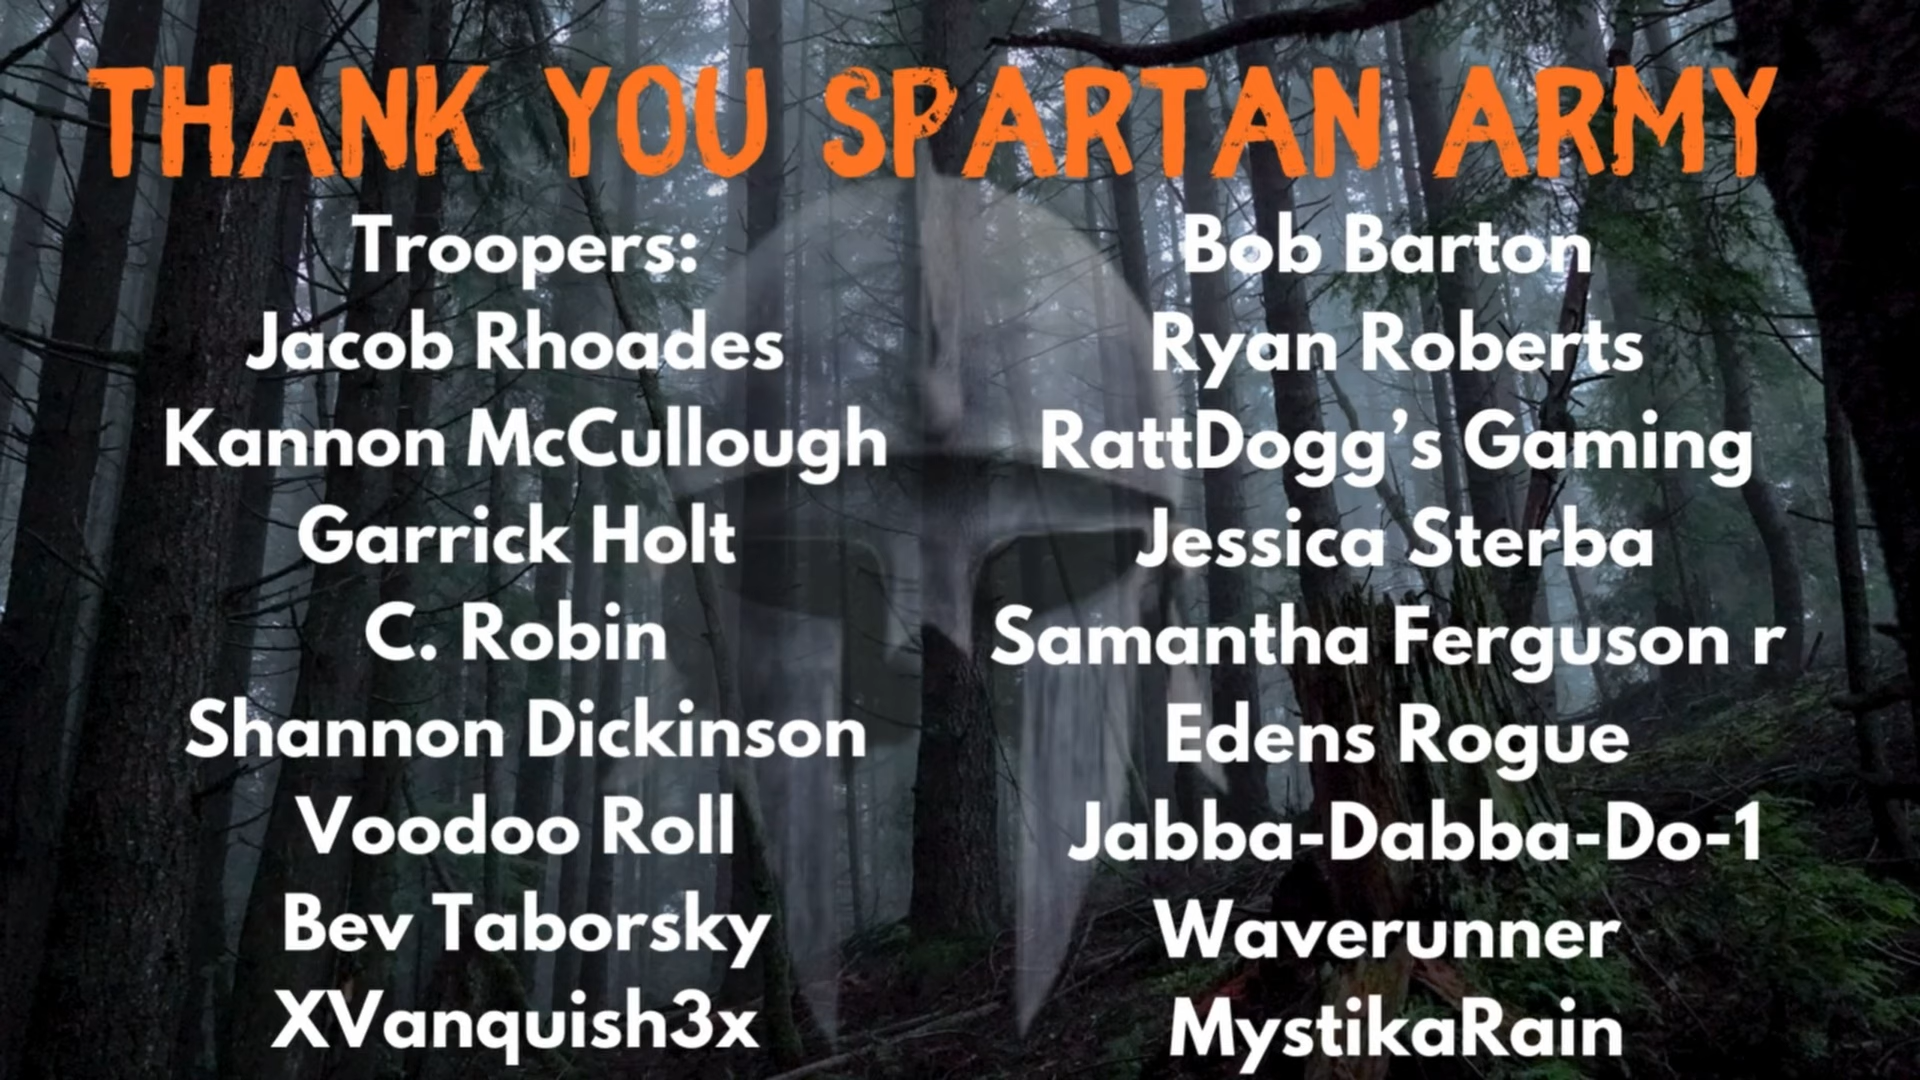 THANK YOU SPARTAN ARMY
Troopers:
Jacob Rhoades
Kannon McCullough
Garrick Holt
C. Robin
Shannon Dickinson
Voodoo Roll
Bev Taborsky
XVanquish3x
Bob Barton
Ryan Roberts
RattDogg’s Gaming
Jessica Sterba
Samantha Ferguson r
Edens Rogue
Jabba-Dabba-Do-1
Waverunner
MystikaRain